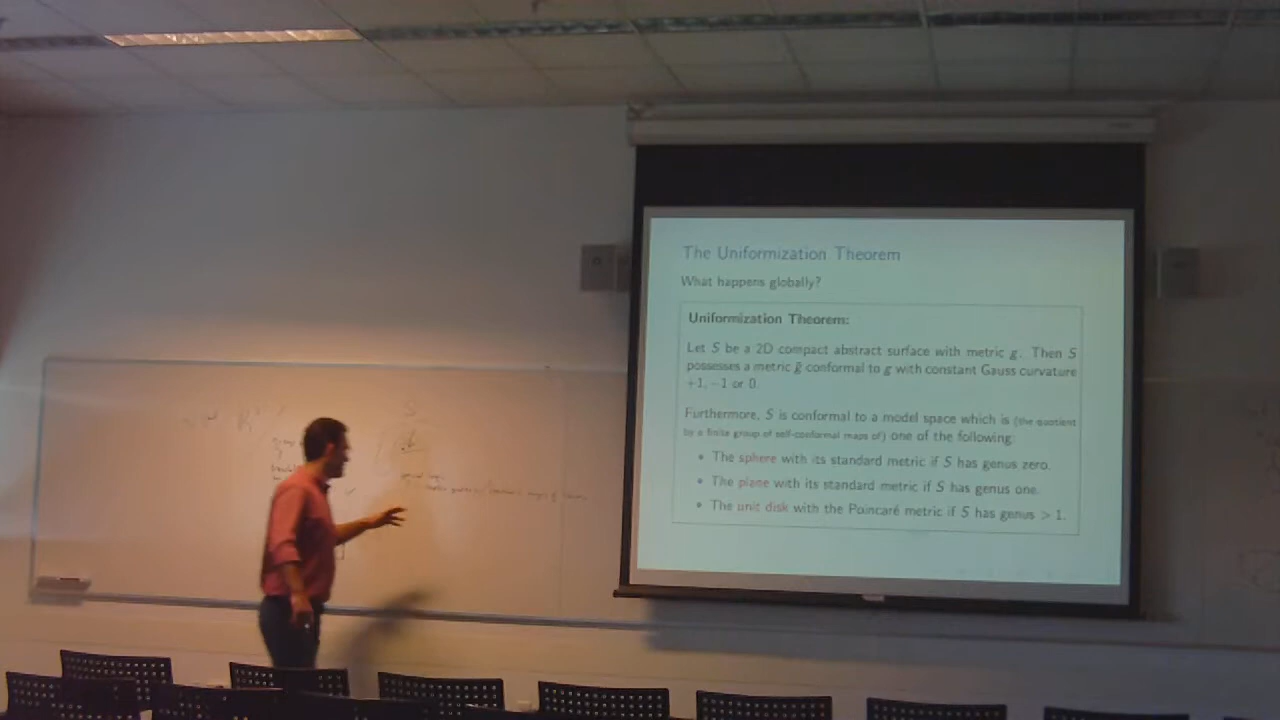 The Uniformization Theorem
What happens globally?
Uniformization Theorem:
Let S be a 2D compact abstract surface with metric g. Then S
possesses a metric g̃ conformal to g with constant Gauss curvature
+1, −1 or 0.
Furthermore, S is conformal to a model space which is (the quotient
by a finite group of self-conformal maps of) one of the following:
• The sphere with its standard metric if S has genus zero.
• The plane with its standard metric if S has genus one.
• The unit disk with the Poincaré metric if S has genus > 1.